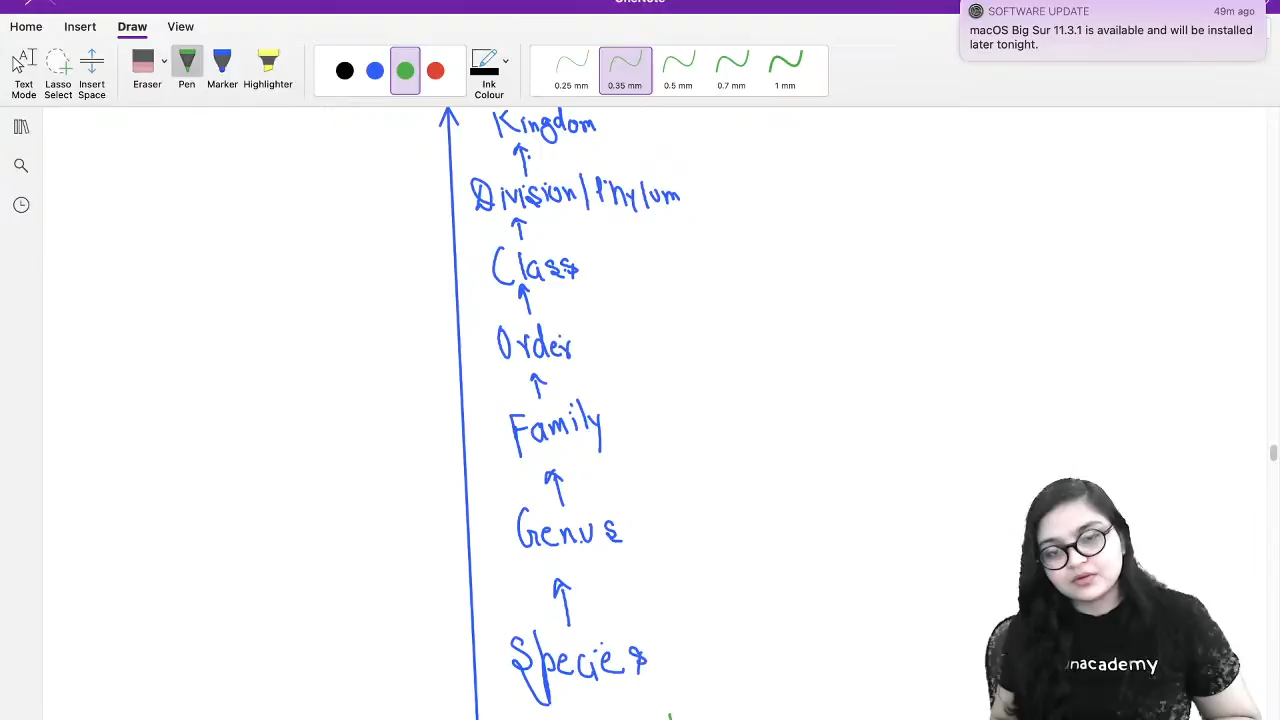 OneNote
SOFTWARE UPDATE 49m ago
macOS Big Sur 11.3.1 is available and will be installed
later tonight.
Home Insert Draw View
Text Mode
Lasso Select
Insert Space
Eraser
Pen
Marker
Highlighter
Ink Colour
0.25 mm
0.35 mm
0.5 mm
0.7 mm
1 mm
Kingdom
Division/Phylum
Class
Order
Family
Genus
Species
unacademy